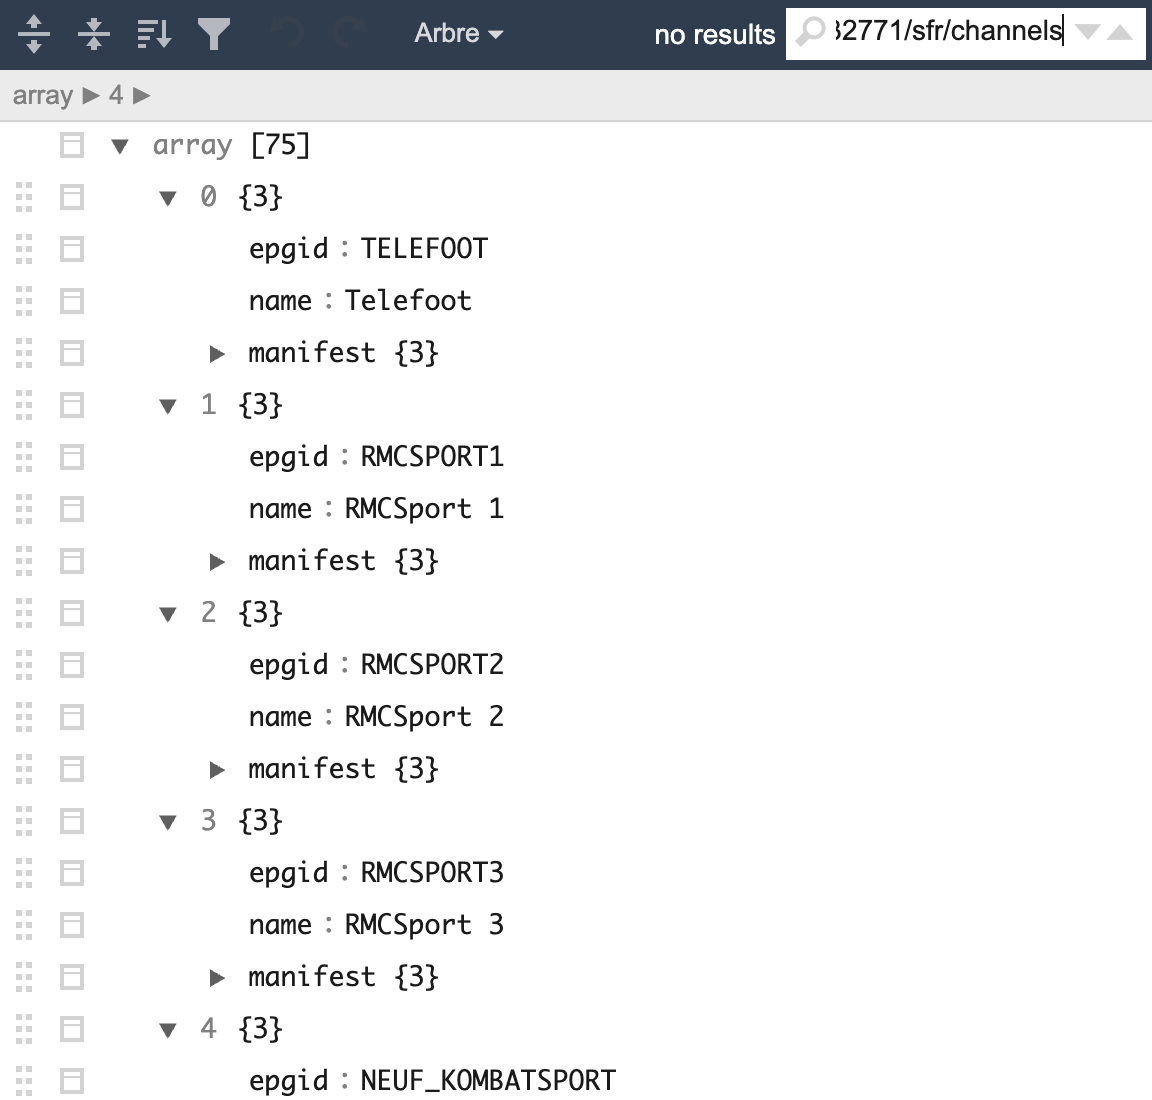 Arbre
no results
32771/sfr/channels
array ▶ 4 ▶
array [75]
0 {3}
epgid : TELEFOOT
name : Telefoot
manifest {3}
1 {3}
epgid : RMCSPORT1
name : RMCSport 1
manifest {3}
2 {3}
epgid : RMCSPORT2
name : RMCSport 2
manifest {3}
3 {3}
epgid : RMCSPORT3
name : RMCSport 3
manifest {3}
4 {3}
epgid : NEUF_KOMBATSPORT